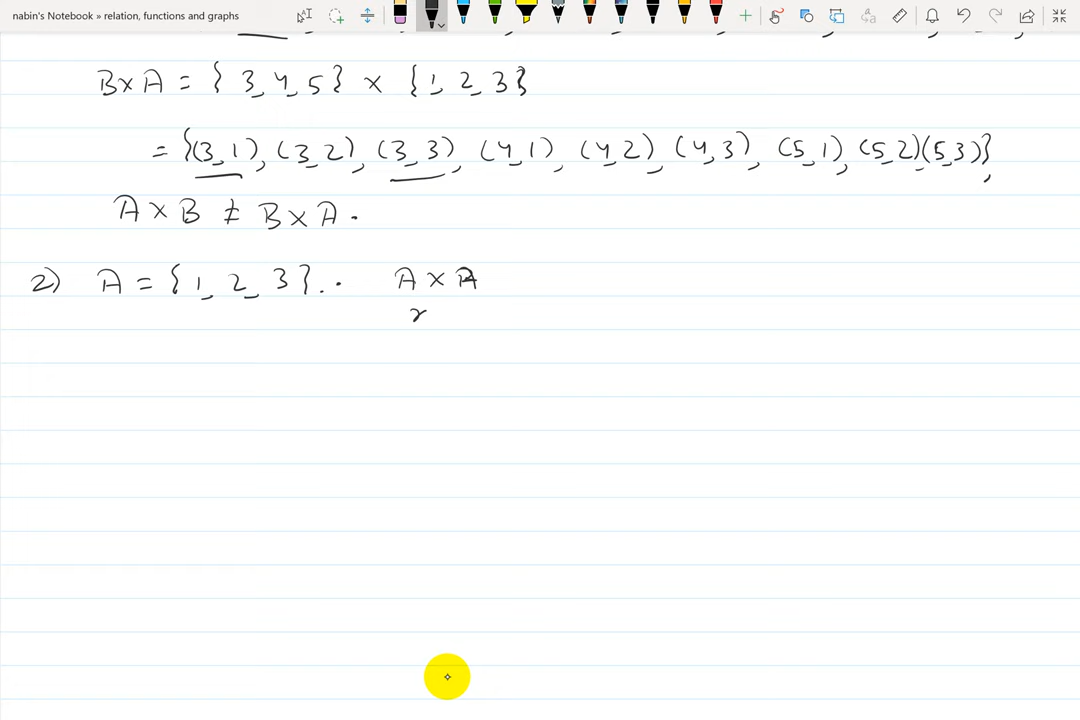 nabin's Notebook » relation, functions and graphs
B×A = { 3, 4, 5 } × {1, 2, 3}
= {(3, 1), (3, 2), (3, 3), (4, 1), (4, 2), (4, 3), (5, 1), (5, 2)(5, 3)},
A × B ≠ B × A.
2) A = {1, 2, 3}.. A × A